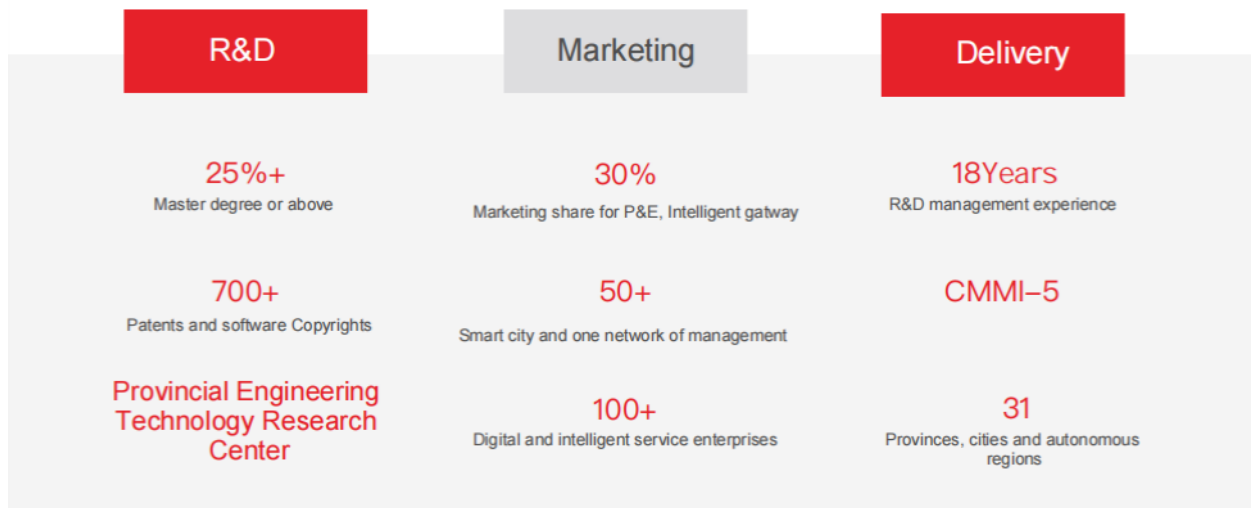 R&D
Marketing
Delivery
25%+
Master degree or above
30%
Marketing share for P&E, Intelligent gatway
18Years
R&D management experience
700+
Patents and software Copyrights
50+
Smart city and one network of management
CMMI–5
Provincial Engineering
Technology Research
Center
100+
Digital and intelligent service enterprises
31
Provinces, cities and autonomous
regions